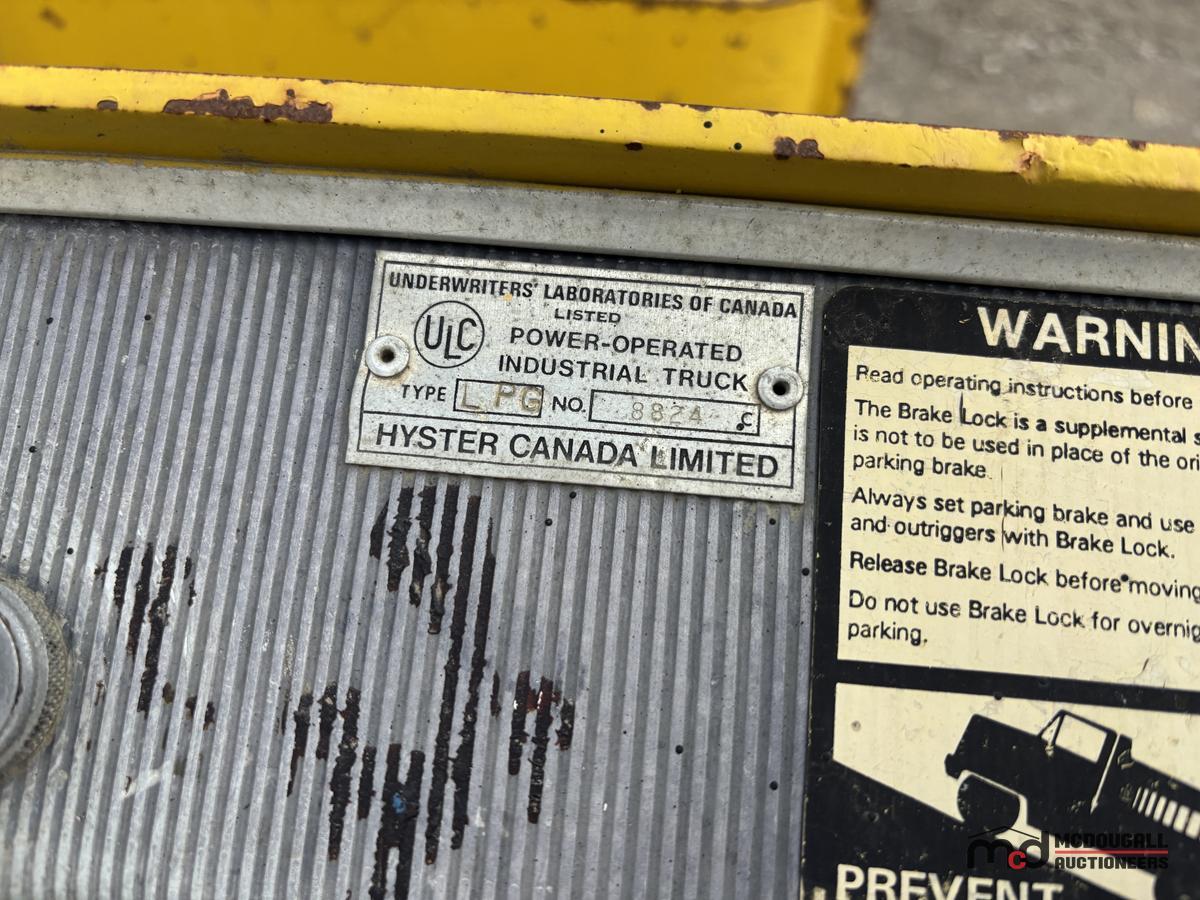 UNDERWRITERS' LABORATORIES OF CANADA
LISTED
ULC
POWER-OPERATED
INDUSTRIAL TRUCK
TYPE LPG NO. 8824 C
HYSTER CANADA LIMITED
WARNIN
Read operating instructions before
The Brake Lock is a supplemental s
is not to be used in place of the ori
parking brake.
Always set parking brake and use
and outriggers with Brake Lock.
Release Brake Lock before moving
Do not use Brake Lock for overnig
parking.
PREVENT
mcd MCDOUGALL
AUCTIONEERS